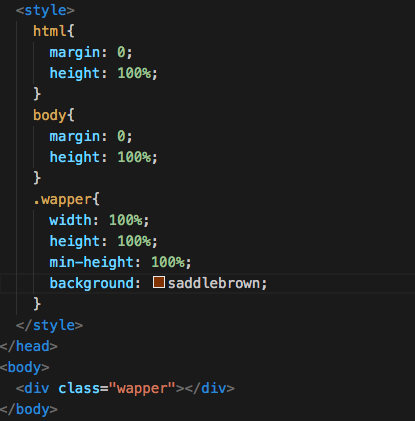 <style>
html{
margin: 0;
height: 100%;
}
body{
margin: 0;
height: 100%;
}
.wapper{
width: 100%;
height: 100%;
min-height: 100%;
background: saddlebrown;
}
</style>
</head>
<body>
<div class="wapper"></div>
</body>